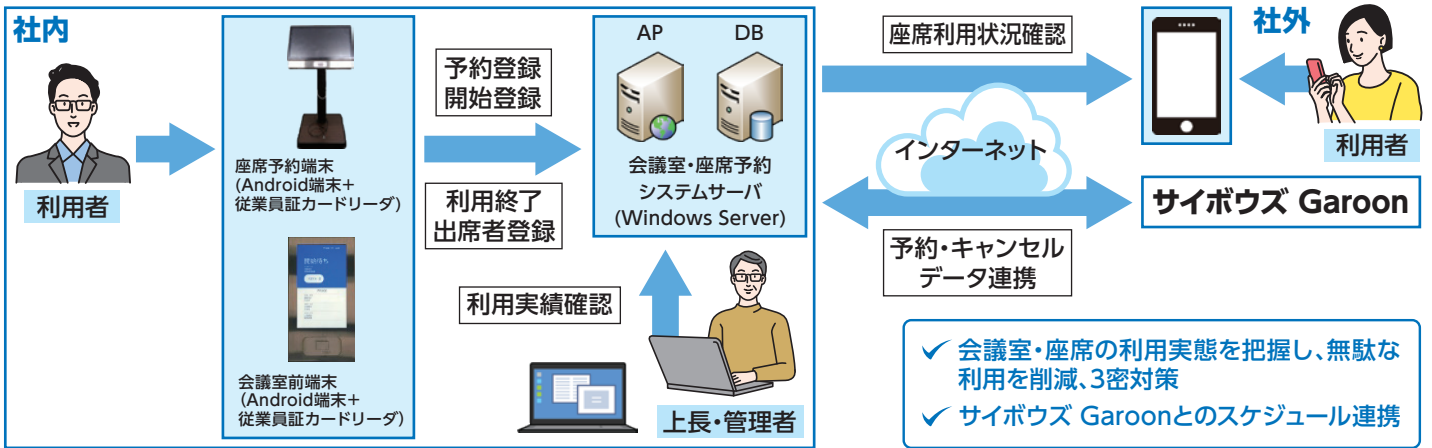 社内
利用者
座席予約端末
(Android端末+
従業員証カードリーダ)
会議室前端末
(Android端末+
従業員証カードリーダ)
予約登録
開始登録
利用終了
出席者登録
AP DB
会議室・座席予約
システムサーバ
(Windows Server)
利用実績確認
上長・管理者
座席利用状況確認
インターネット
予約・キャンセル
データ連携
社外
利用者
サイボウズ Garoon
会議室・座席の利用実態を把握し、無駄な
利用を削減、3密対策
サイボウズ Garoonとのスケジュール連携